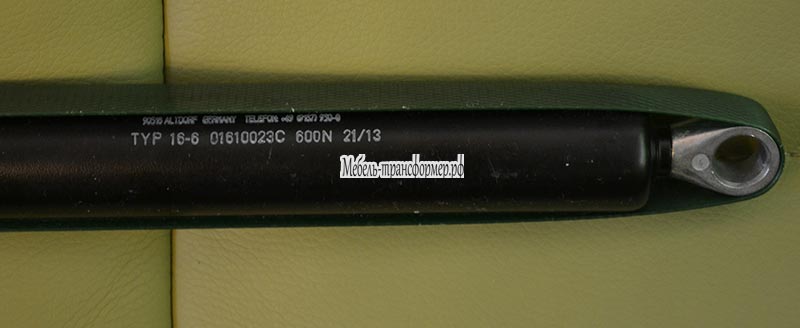 90518 ALTDORF GERMANY TELEFON: +49 9187/ 930-0
TYP 16-6 01610023C 600N 21/13
Мебель-трансформер.рф